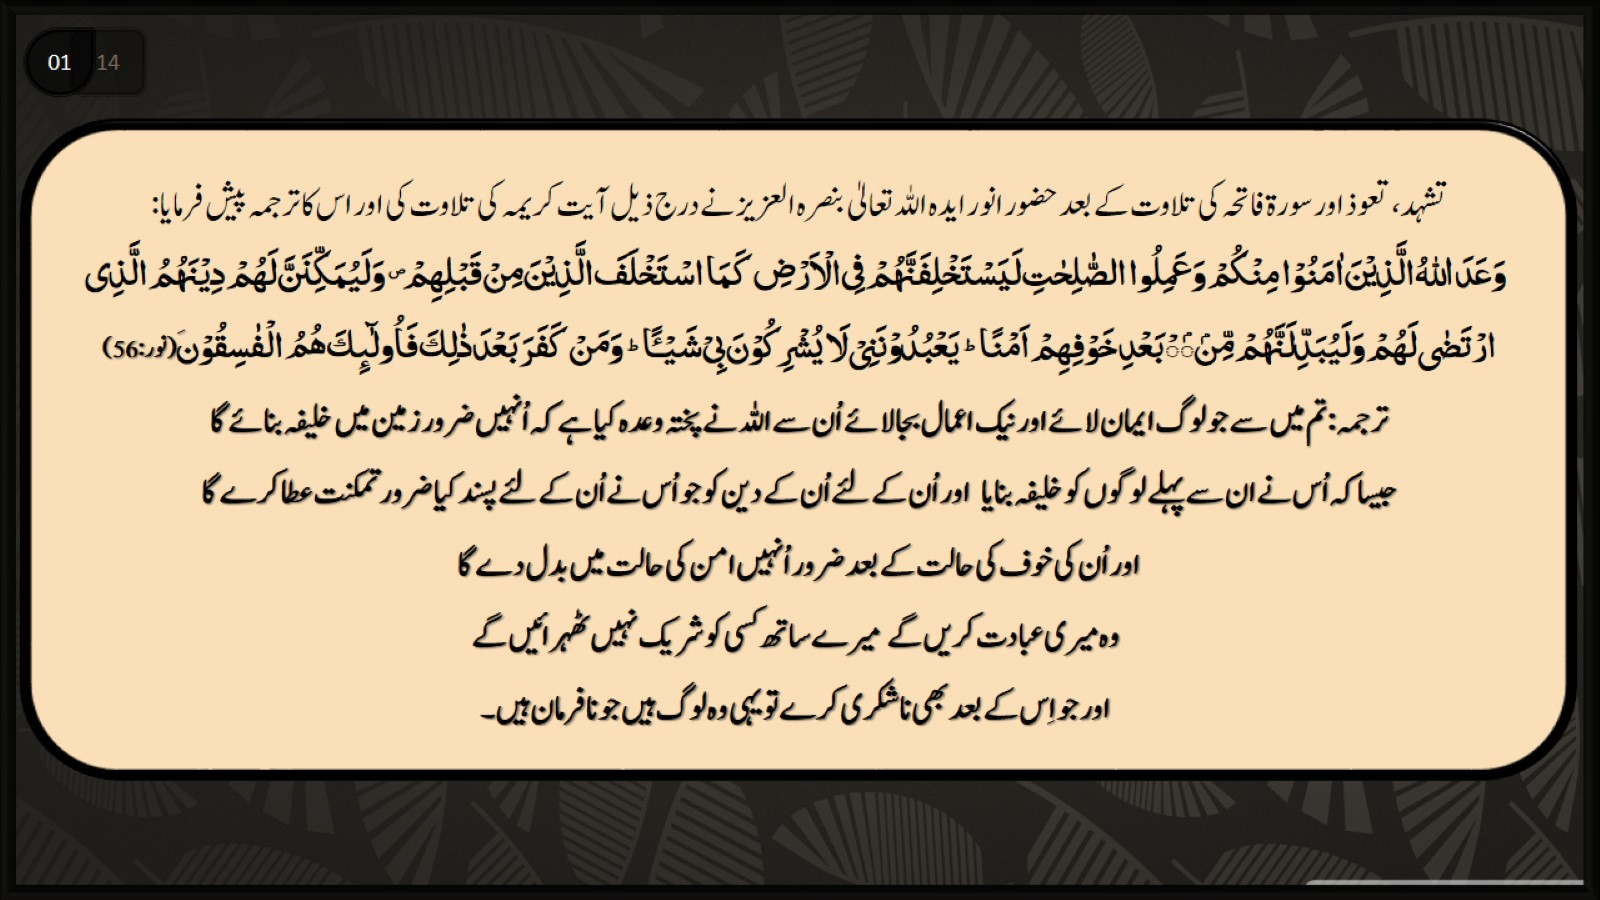 01 14
تشہد، تعوذ اور سورۃ فاتحہ کی تلاوت کے بعد حضور انور ایدہ اللہ تعالیٰ بنصرہ العزیز نے درج ذیل آیت کریمہ کی تلاوت کی اور اس کا ترجمہ پیش فرمایا:
وَعَدَ اللّٰهُ الَّذِيْنَ اٰمَنُوْا مِنْكُمْ وَعَمِلُوا الصّٰلِحٰتِ لَيَسْتَخْلِفَنَّهُمْ فِي الْاَرْضِ كَمَا اسْتَخْلَفَ الَّذِيْنَ مِنْ قَبْلِهِمْ ۪ وَلَيُمَكِّنَنَّ لَهُمْ دِيْنَهُمُ الَّذِى
ارْتَضٰى لَهُمْ وَلَيُبَدِّلَنَّهُمْ مِّنْۢ بَعْدِ خَوْفِهِمْ اَمْنًا ؕ يَعْبُدُوْنَنِيْ لَا يُشْرِكُوْنَ بِيْ شَيْـًٔا ؕ وَمَنْ كَفَرَ بَعْدَ ذٰلِكَ فَاُولٰٓىِٕكَ هُمُ الْفٰسِقُوْنَ (نور:56)
ترجمہ: تم میں سے جو لوگ ایمان لائے اور نیک اعمال بجا لائے اُن سے اللہ نے پختہ وعدہ کیا ہے کہ اُنہیں ضرور زمین میں خلیفہ بنائے گا
جیسا کہ اُس نے ان سے پہلے لوگوں کو خلیفہ بنایا اور اُن کے لئے اُن کے دین کو جو اُس نے اُن کے لئے پسند کیا ضرور تمکنت عطا کرے گا
اور اُن کی خوف کی حالت کے بعد ضرور اُنہیں امن کی حالت میں بدل دے گا
وہ میری عبادت کریں گے میرے ساتھ کسی کو شریک نہیں ٹھہرائیں گے
اور جو اِس کے بعد بھی ناشکری کرے تو یہی وہ لوگ ہیں جو نافرمان ہیں۔